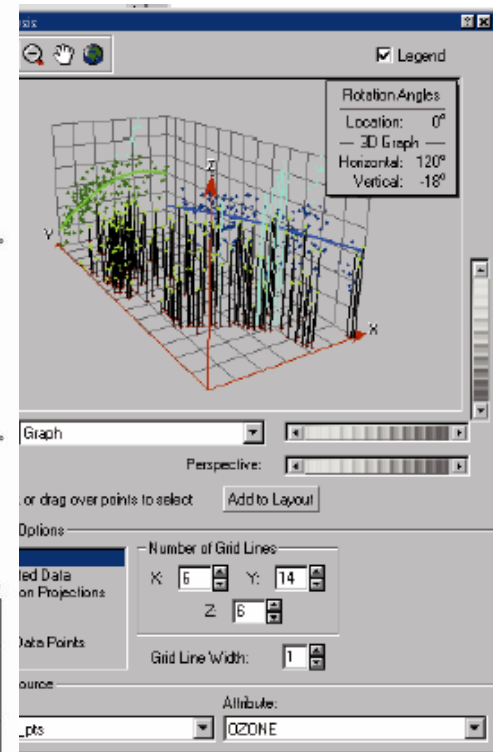 Legend
Rotation Angles
Location: 0°
— 3D Graph —
Horizontal: 120°
Vertical: -18°
Z
Y
X
Graph
Perspective:
or drag over points to select Add to Layout
Options
Number of Grid Lines
X: 6 Y: 14
Z: 6
ted Data
on Projections
Data Points
Grid Line Width: 1
ource
Attribute:
_pts OZONE